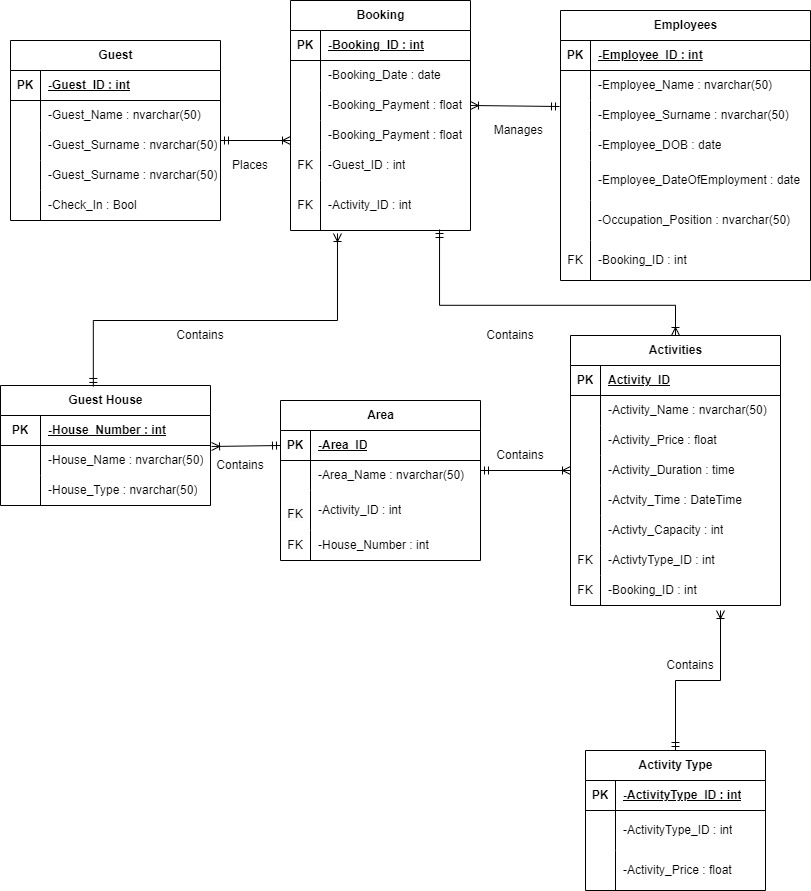 Booking
PK -Booking_ID : int
-Booking_Date : date
-Booking_Payment : float
-Booking_Payment : float
FK -Guest_ID : int
FK -Activity_ID : int
Employees
PK -Employee_ID : int
-Employee_Name : nvarchar(50)
-Employee_Surname : nvarchar(50)
-Employee_DOB : date
-Employee_DateOfEmployment : date
-Occupation_Position : nvarchar(50)
FK -Booking_ID : int
Guest
PK -Guest_ID : int
-Guest_Name : nvarchar(50)
-Guest_Surname : nvarchar(50)
-Guest_Surname : nvarchar(50)
-Check_In : Bool
Places
Manages
Contains
Contains
Guest House
PK -House_Number : int
-House_Name : nvarchar(50)
-House_Type : nvarchar(50)
Contains
Area
PK -Area_ID
-Area_Name : nvarchar(50)
FK -Activity_ID : int
FK -House_Number : int
Contains
Activities
PK Activity_ID
-Activity_Name : nvarchar(50)
-Activity_Price : float
-Activity_Duration : time
-Actvity_Time : DateTime
-Activty_Capacity : int
FK -ActivtyType_ID : int
FK -Booking_ID : int
Contains
Activity Type
PK -ActivityType_ID : int
-ActivityType_ID : int
-Activity_Price : float